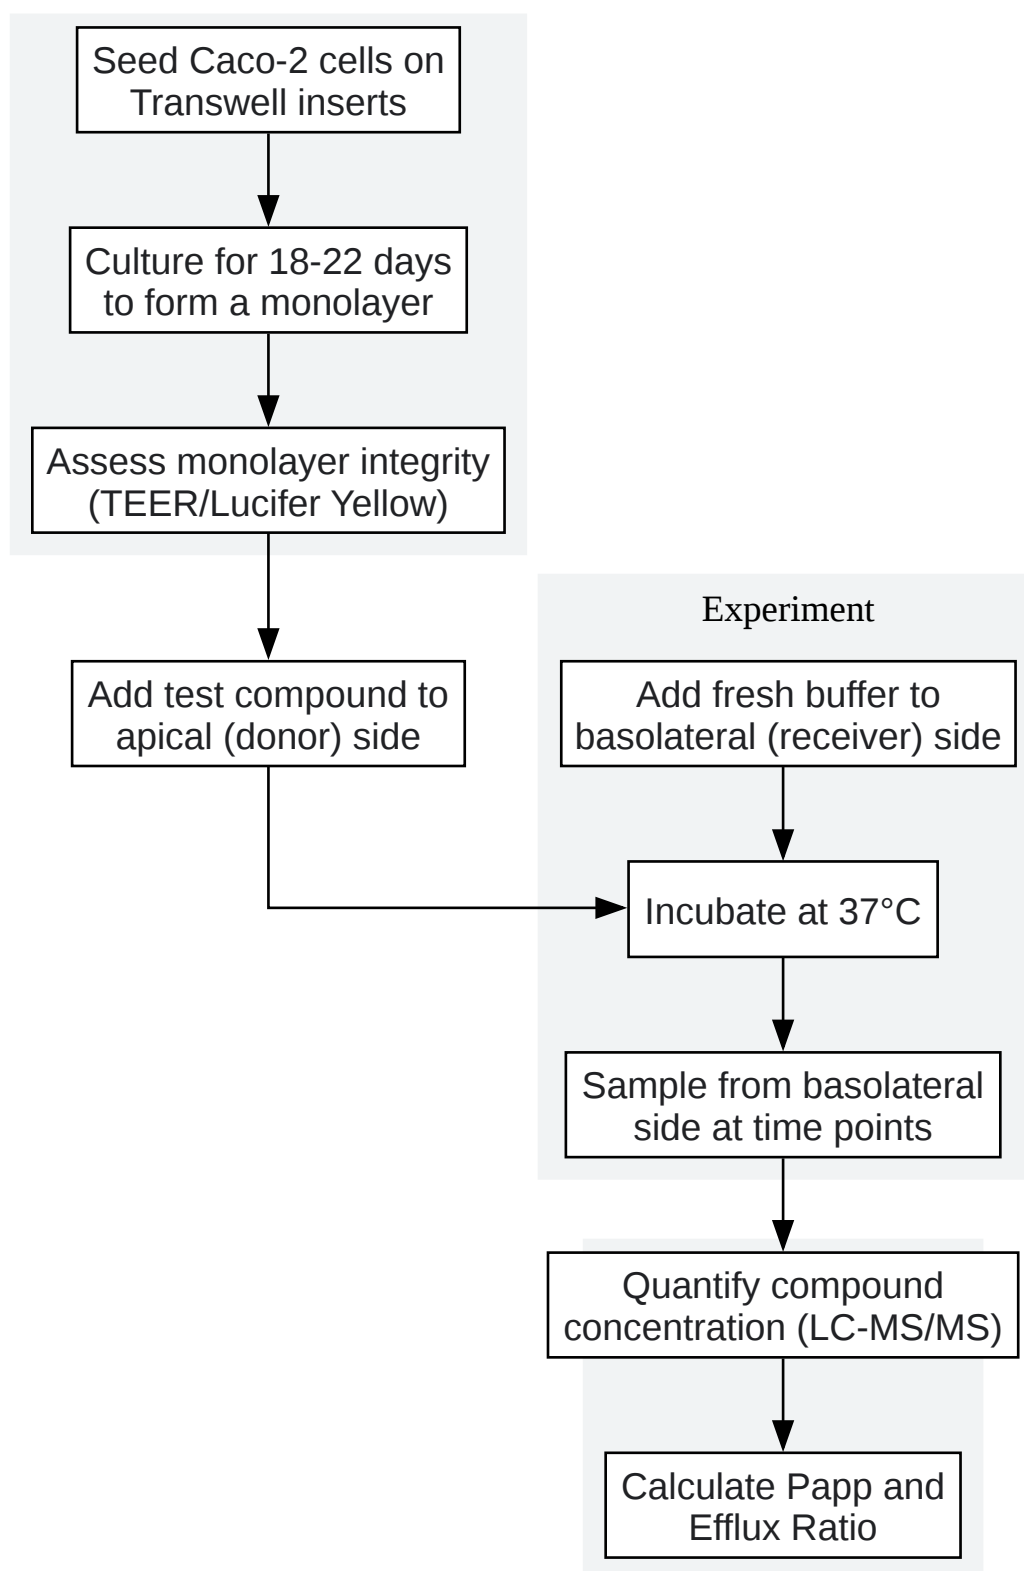 Seed Caco-2 cells on
Transwell inserts
Culture for 18-22 days
to form a monolayer
Assess monolayer integrity
(TEER/Lucifer Yellow)
Add test compound to
apical (donor) side
Experiment
Add fresh buffer to
basolateral (receiver) side
Incubate at 37°C
Sample from basolateral
side at time points
Quantify compound
concentration (LC-MS/MS)
Calculate Papp and
Efflux Ratio